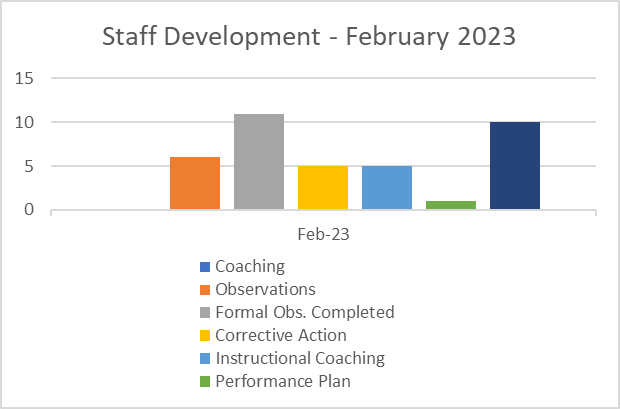 Staff Development - February 2023
15
10
5
0
Feb-23
Coaching
Observations
Formal Obs. Completed
Corrective Action
Instructional Coaching
Performance Plan